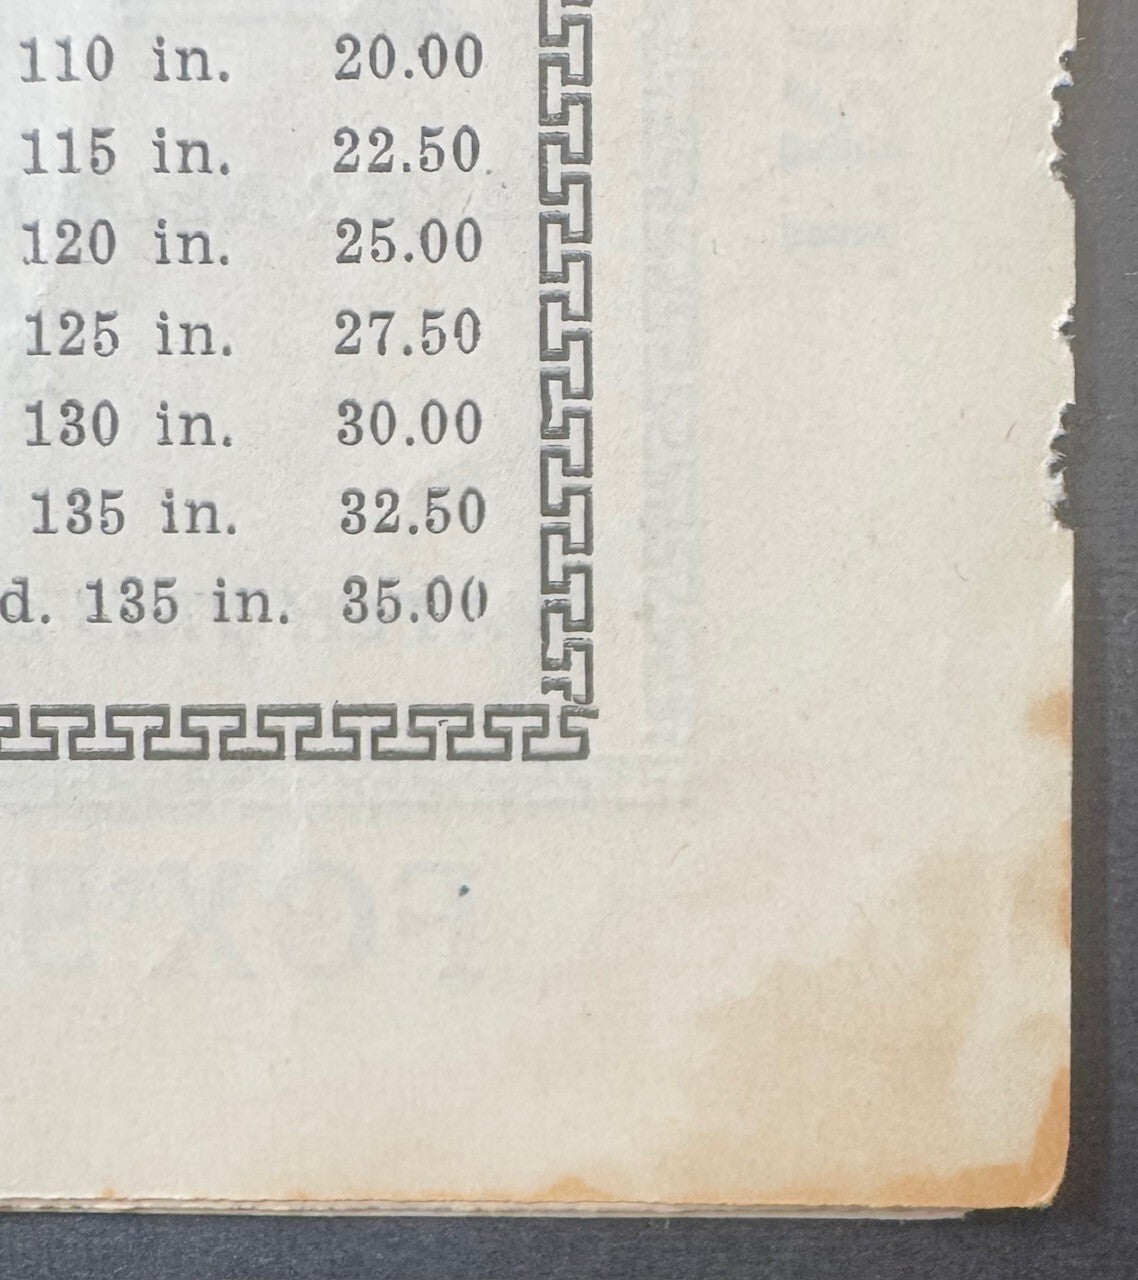 110 in. 20.00
115 in. 22.50
120 in. 25.00
125 in. 27.50
130 in. 30.00
135 in. 32.50
d. 135 in. 35.00